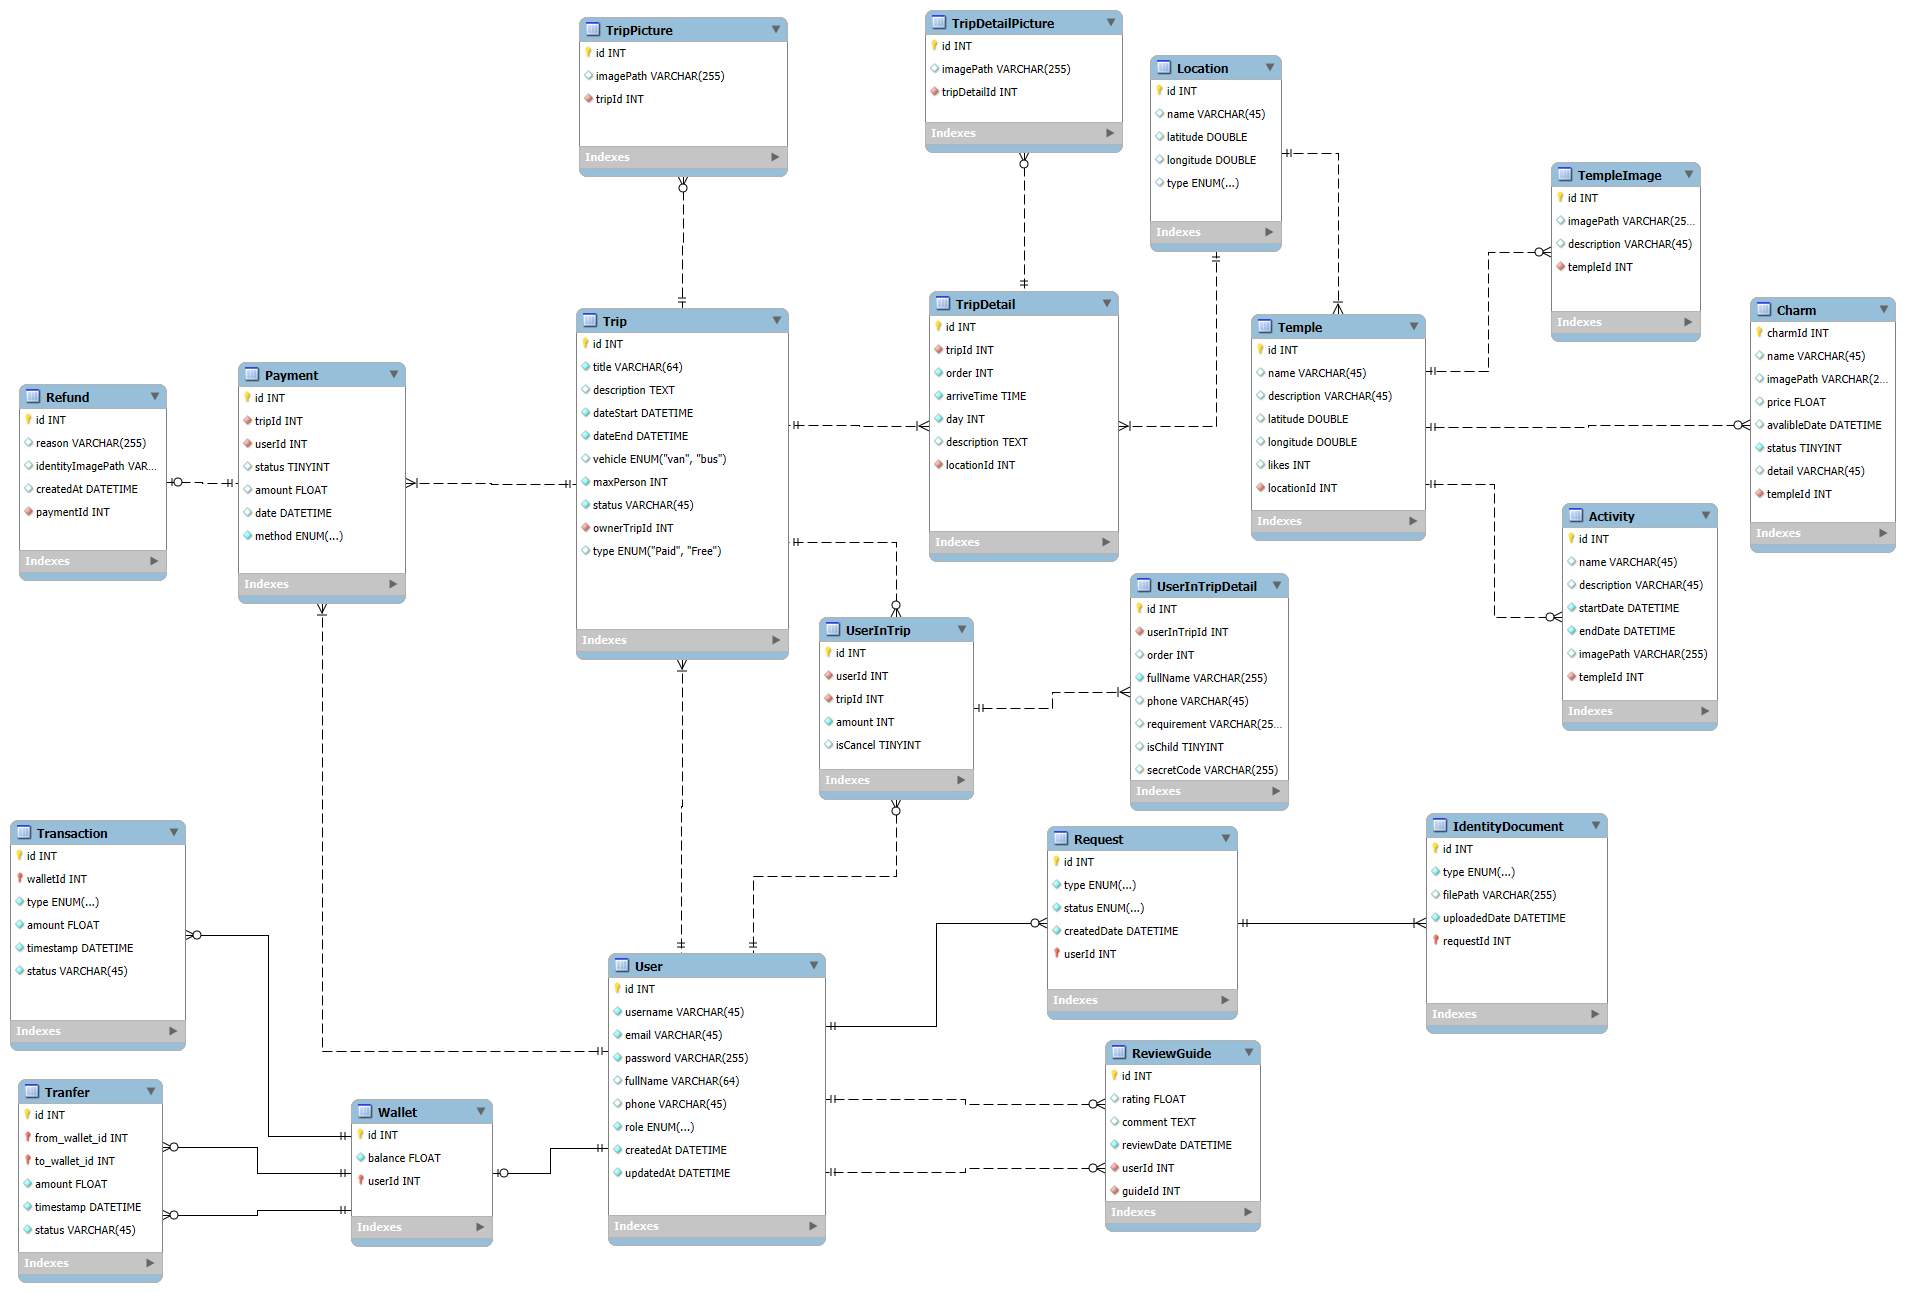 TripPicture
id INT
imagePath VARCHAR(255)
tripId INT
Indexes
TripDetailPicture
id INT
imagePath VARCHAR(255)
tripDetailId INT
Indexes
Location
id INT
name VARCHAR(45)
latitude DOUBLE
longitude DOUBLE
type ENUM(...)
Indexes
TempleImage
id INT
imagePath VARCHAR(25...
description VARCHAR(45)
templeId INT
Indexes
Charm
charmId INT
name VARCHAR(45)
imagePath VARCHAR(2...
price FLOAT
avalibleDate DATETIME
status TINYINT
detail VARCHAR(45)
templeId INT
Indexes
Trip
id INT
title VARCHAR(64)
description TEXT
dateStart DATETIME
dateEnd DATETIME
vehicle ENUM("van", "bus")
maxPerson INT
status VARCHAR(45)
ownerTripId INT
type ENUM("Paid", "Free")
Indexes
TripDetail
id INT
tripId INT
order INT
arriveTime TIME
day INT
description TEXT
locationId INT
Indexes
Temple
id INT
name VARCHAR(45)
description VARCHAR(45)
latitude DOUBLE
longitude DOUBLE
likes INT
locationId INT
Indexes
Payment
id INT
tripId INT
userId INT
status TINYINT
amount FLOAT
date DATETIME
method ENUM(...)
Indexes
Refund
id INT
reason VARCHAR(255)
identityImagePath VAR...
createdAt DATETIME
paymentId INT
Indexes
Activity
id INT
name VARCHAR(45)
description VARCHAR(45)
startDate DATETIME
endDate DATETIME
imagePath VARCHAR(255)
templeId INT
Indexes
UserInTripDetail
id INT
userInTripId INT
order INT
fullName VARCHAR(255)
phone VARCHAR(45)
requirement VARCHAR(25...
isChild TINYINT
secretCode VARCHAR(255)
Indexes
UserInTrip
id INT
userId INT
tripId INT
amount INT
isCancel TINYINT
Indexes
Transaction
id INT
walletId INT
type ENUM(...)
amount FLOAT
timestamp DATETIME
status VARCHAR(45)
Indexes
Request
id INT
type ENUM(...)
status ENUM(...)
createdDate DATETIME
userId INT
Indexes
IdentityDocument
id INT
type ENUM(...)
filePath VARCHAR(255)
uploadedDate DATETIME
requestId INT
Indexes
User
id INT
username VARCHAR(45)
email VARCHAR(45)
password VARCHAR(255)
fullName VARCHAR(64)
phone VARCHAR(45)
role ENUM(...)
createdAt DATETIME
updatedAt DATETIME
Indexes
ReviewGuide
id INT
rating FLOAT
comment TEXT
reviewDate DATETIME
userId INT
guideId INT
Indexes
Tranfer
id INT
from_wallet_id INT
to_wallet_id INT
amount FLOAT
timestamp DATETIME
status VARCHAR(45)
Indexes
Wallet
id INT
balance FLOAT
userId INT
Indexes